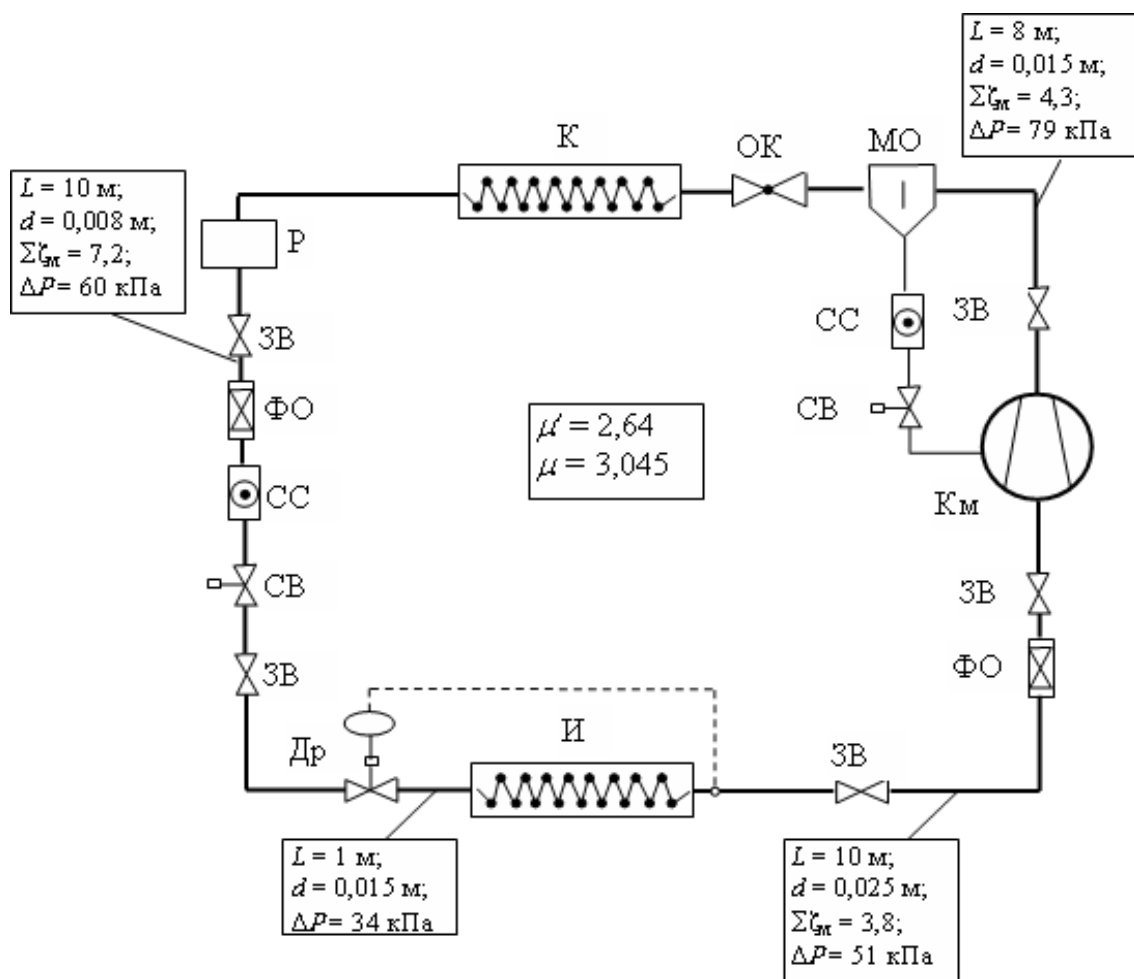 L = 8 м;
d = 0,015 м;
Σζм = 4,3;
ΔP= 79 кПа
К
ОК
МО
L = 10 м;
d = 0,008 м;
Σζм = 7,2;
ΔP= 60 кПа
Р
ЗВ
СС
ЗВ
ФО
СВ
μ' = 2,64
μ = 3,045
СС
Км
СВ
ЗВ
ЗВ
ФО
Др
И
ЗВ
L = 1 м;
d = 0,015 м;
ΔP= 34 кПа
L = 10 м;
d = 0,025 м;
Σζм = 3,8;
ΔP= 51 кПа